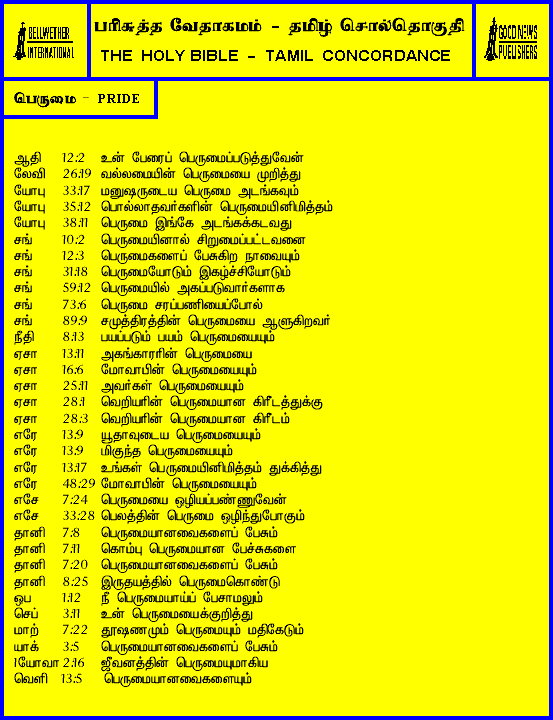 BELLWETHER
INTERNATIONAL
பரிசுத்த வேதாகமம் - தமிழ் சொல்தொகுதி
THE HOLY BIBLE - TAMIL CONCORDANCE
GOOD NEWS
PUBLISHERS
பெருமை - PRIDE
ஆதி 12:2 உன் பேரைப் பெருமைப்படுத்துவேன்
லேவி 26:19 வல்லமையின் பெருமையை முறித்து
யோபு 33:17 மனுஷருடைய பெருமை அடங்கவும்
யோபு 35:12 பொல்லாதவர்களின் பெருமையினிமித்தம்
யோபு 38:11 பெருமை இங்கே அடங்கக்கடவது
சங் 10:2 பெருமையினால் சிறுமைப்பட்டவனை
சங் 12:3 பெருமைகளைப் பேசுகிற நாவையும்
சங் 31:18 பெருமையோடும் இகழ்ச்சியோடும்
சங் 59:12 பெருமையில் அகப்படுவார்களாக
சங் 73:6 பெருமை சரப்பணியைப்போல்
சங் 89:9 சமுத்திரத்தின் பெருமையை ஆளுகிறவர்
நீதி 8:13 பயப்படும் பயம் பெருமையையும்
ஏசா 13:11 அகங்காரரின் பெருமையை
ஏசா 16:6 மோவாபின் பெருமையையும்
ஏசா 25:11 அவர்கள் பெருமையையும்
ஏசா 28:1 வெறியரின் பெருமையான கிரீடத்துக்கு
ஏசா 28:3 வெறியரின் பெருமையான கிரீடம்
எரே 13:9 யூதாவுடைய பெருமையையும்
எரே 13:9 மிகுந்த பெருமையையும்
எரே 13:17 உங்கள் பெருமையினிமித்தம் துக்கித்து
எரே 48:29 மோவாபின் பெருமையையும்
எசே 7:24 பெருமையை ஒழியப்பண்ணுவேன்
எசே 33:28 பெலத்தின் பெருமை ஒழிந்துபோகும்
தானி 7:8 பெருமையானவைகளைப் பேசும்
தானி 7:11 கொம்பு பெருமையான பேச்சுகளை
தானி 7:20 பெருமையானவைகளைப் பேசும்
தானி 8:25 இருதயத்தில் பெருமைகொண்டு
ஒப 1:12 நீ பெருமையாய்ப் பேசாமலும்
செப் 3:11 உன் பெருமையைக்குறித்து
மாற் 7:22 தூஷணமும் பெருமையும் மதிகேடும்
யாக் 3:5 பெருமையானவைகளைப் பேசும்
1யோவா 2:16 ஜீவனத்தின் பெருமையுமாகிய
வெளி 13:5 பெருமையானவைகளையும்